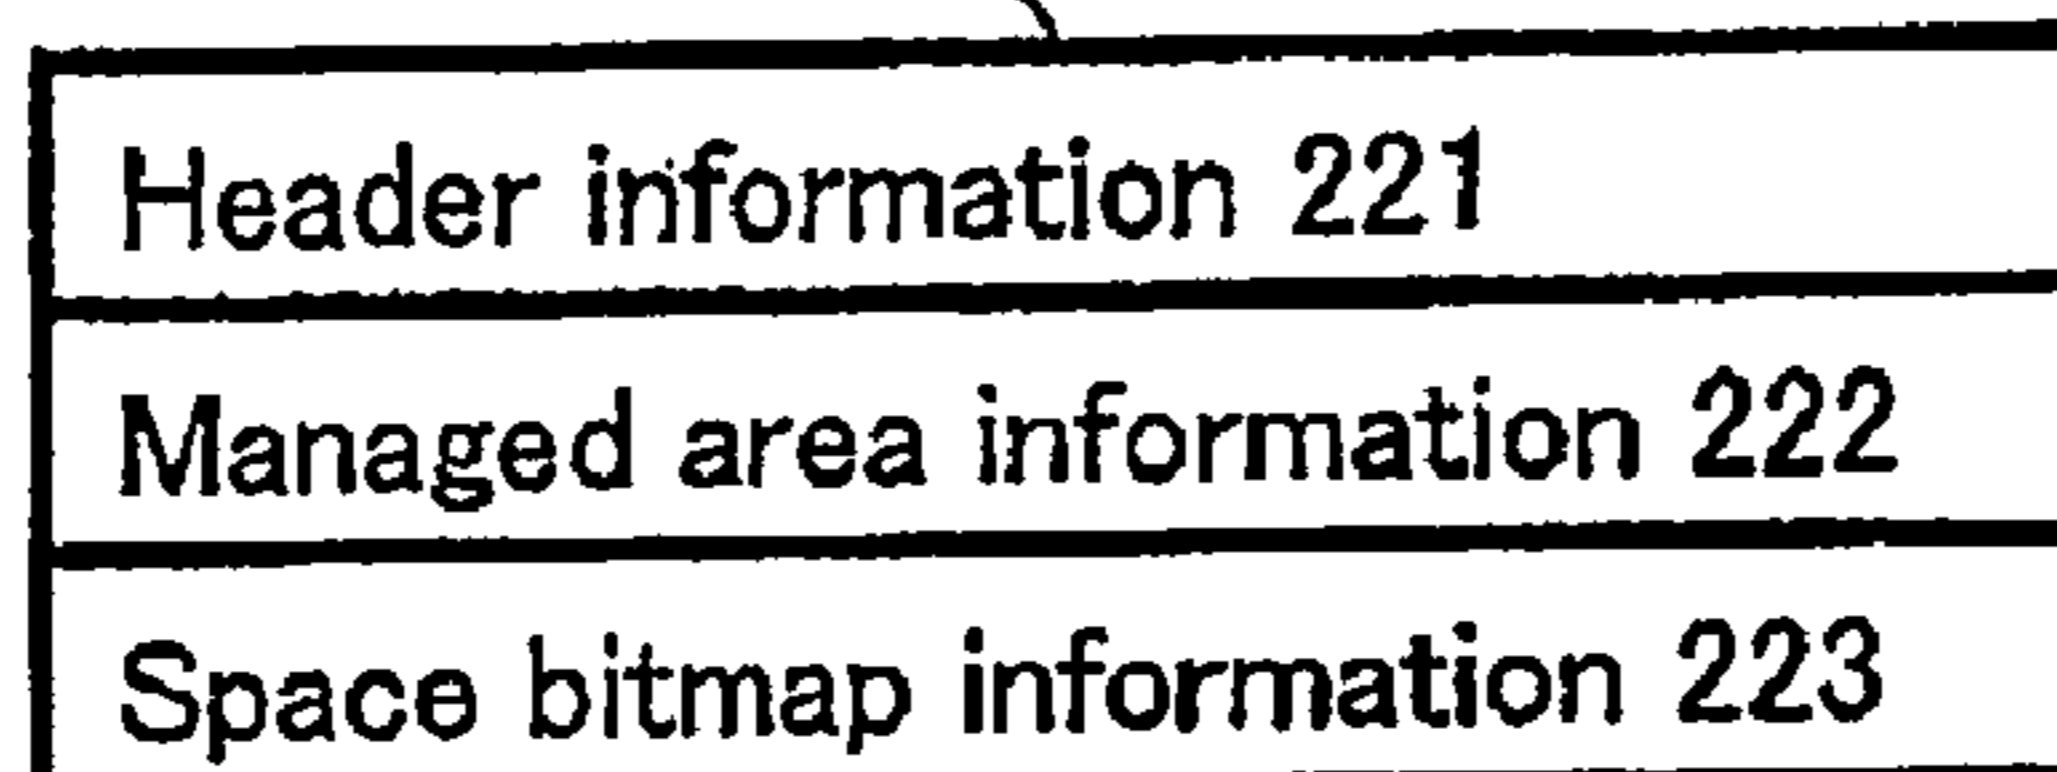 Header information 221
Managed area information 222
Space bitmap information 223